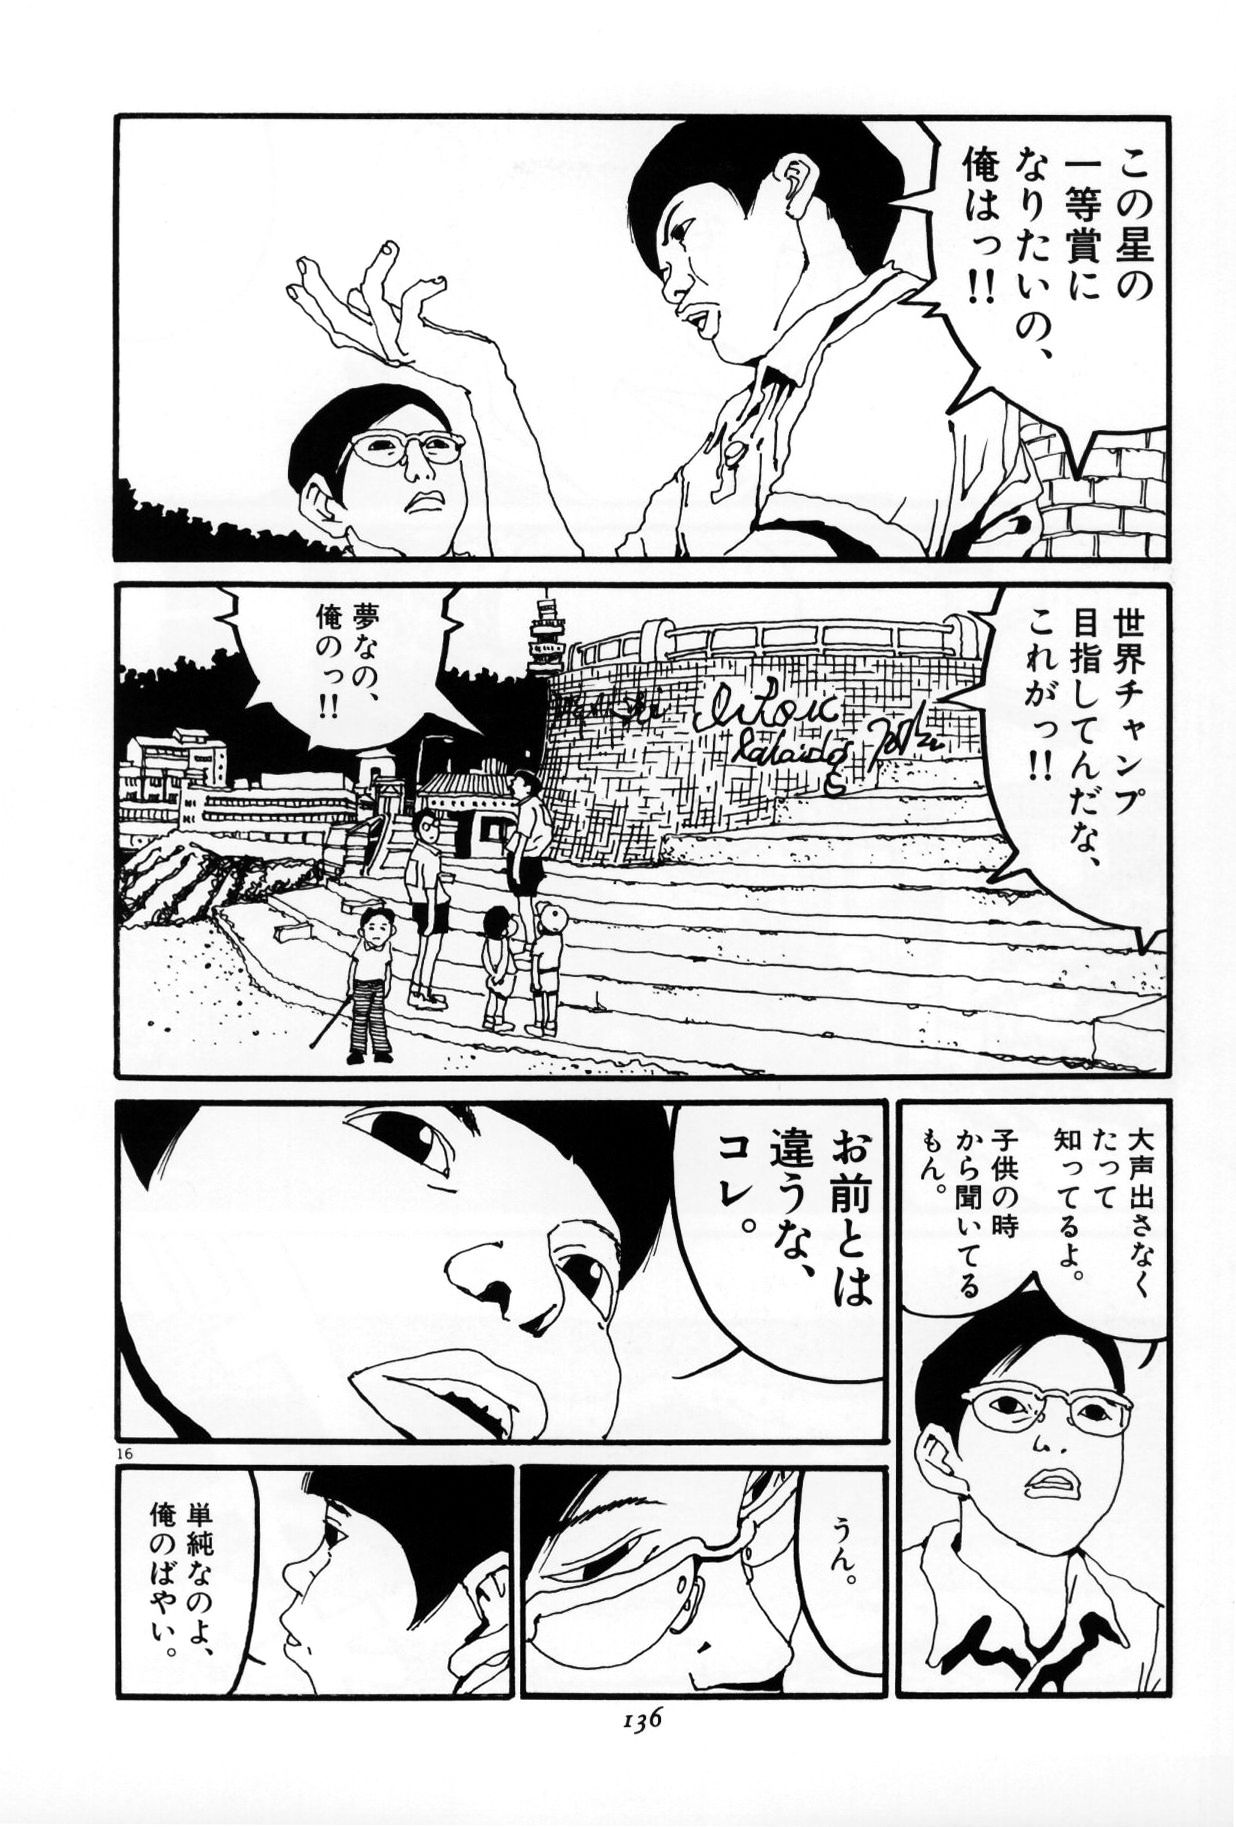 この星の
一等賞に
なりたいの、
俺はっ!!
世界チャンプ
目指してんだな、
これがっ!!
夢なの、
俺のっ!!
大声出さなく
たって
知ってるよ。
子供の時
から聞いてる
もん。
お前とは
違うな、
コレ。
16
うん。
単純なのよ、
俺のばやい。
136